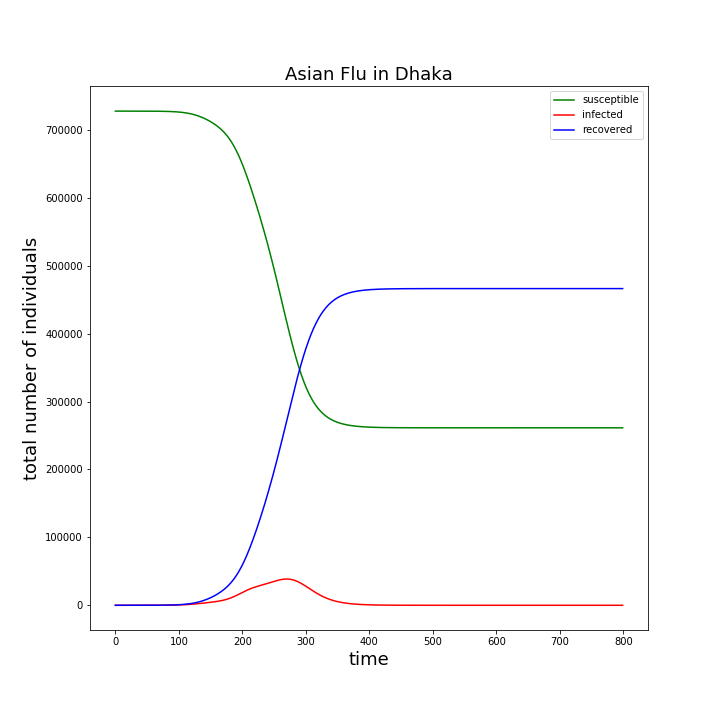 Asian Flu in Dhaka
susceptible
infected
recovered
total number of individuals
700000
600000
500000
400000
300000
200000
100000
0
0 100 200 300 400 500 600 700 800
time